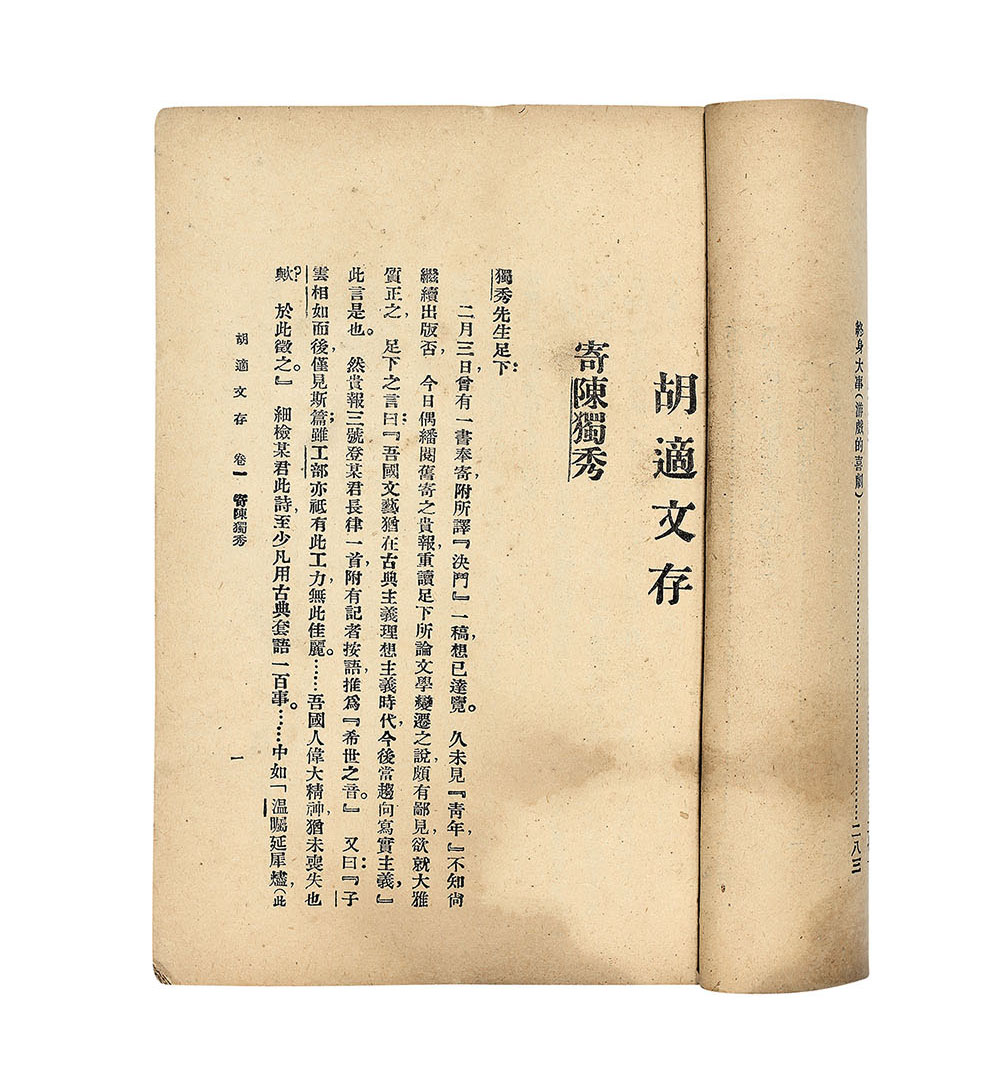 終身大事(游戲的喜劇)……………………二八三
胡適文存
寄陳獨秀
獨秀先生足下:
二月三日,曾有一書奉寄,附所譯『決鬥』一稿,想已達覽。久未見『靑年』,不知尙
繼續出版否?今日偶繙閱舊寄之貴報,重讀足下所論文學變遷之說,頗有鄙見,欲就大雅
質正之。足下之言曰:『吾國文藝猶在古典主義理想主義時代,今後當趨向寫實主義,』
此言是也。然貴報三號登某君長律一首,附有記者按語,推爲『希世之音。』又曰:『子
雲相如而後,僅見斯篇;雖工部亦祗有此工力,無此佳麗。……吾國人偉大精神,猶未喪失也
歟?於此徵之。』細檢某君此詩,至少凡用古典套語一百事。……中如「溫𤞤延犀燼,(此
胡適文存 卷一 寄陳獨秀
一